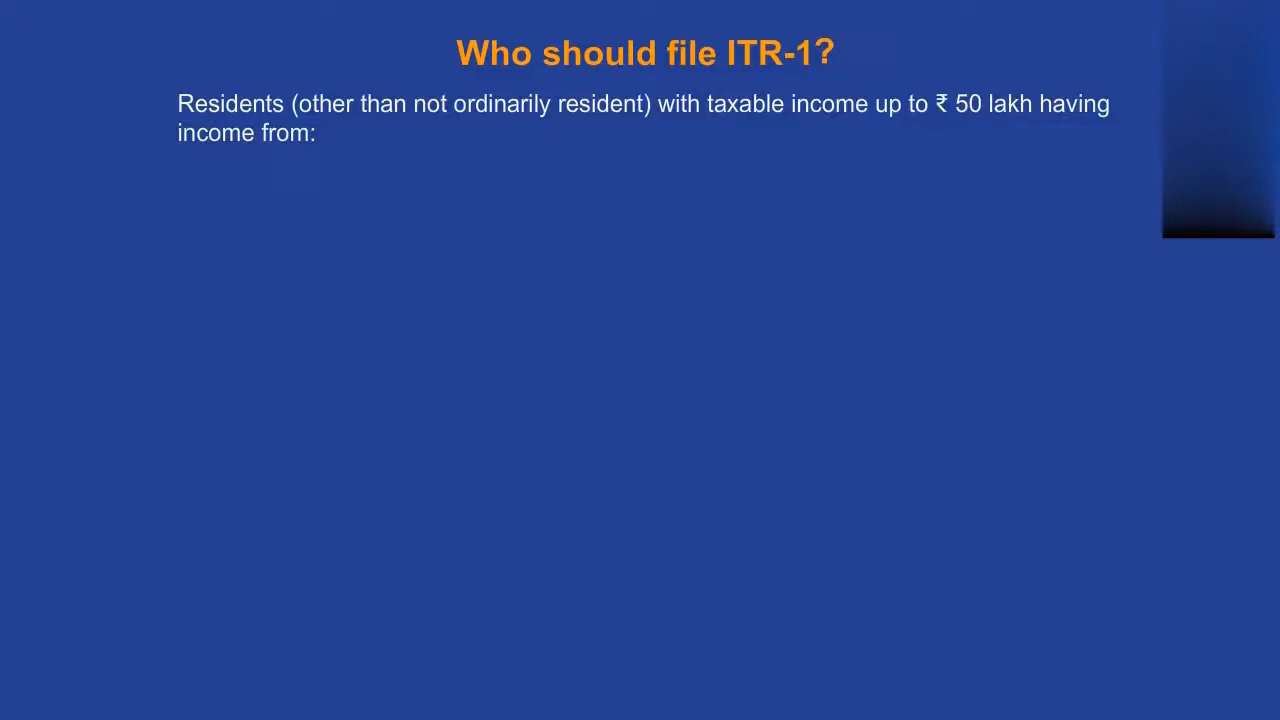 Who should file ITR-1?
Residents (other than not ordinarily resident) with taxable income up to ₹ 50 lakh having
income from: